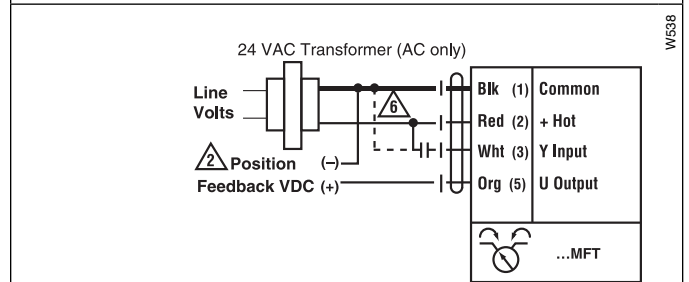 W538
24 VAC Transformer (AC only)
Line
Volts
6
2
Position (–)
Feedback VDC (+)
Blk (1) Common
Red (2) + Hot
Wht (3) Y Input
Org (5) U Output
...MFT